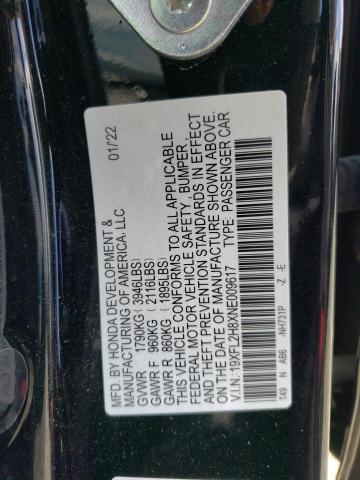 MFD. BY HONDA DEVELOPMENT &
MANUFACTURING OF AMERICA, LLC 01/'22
GVWR 1790KG( 3946LBS)
GAWR F 960KG ( 2116LBS)
GAWR R 860KG ( 1895LBS)
THIS VEHICLE CONFORMS TO ALL APPLICABLE
FEDERAL MOTOR VEHICLE SAFETY , BUMPER,
AND THEFT PREVENTION STANDARDS IN EFFECT
ON THE DATE OF MANUFACTURE SHOWN ABOVE.
V.I.N.: 19XFL2H8XNE009617 TYPE: PASSENGER CAR
T49 N AB6 -NH731P -Z -E